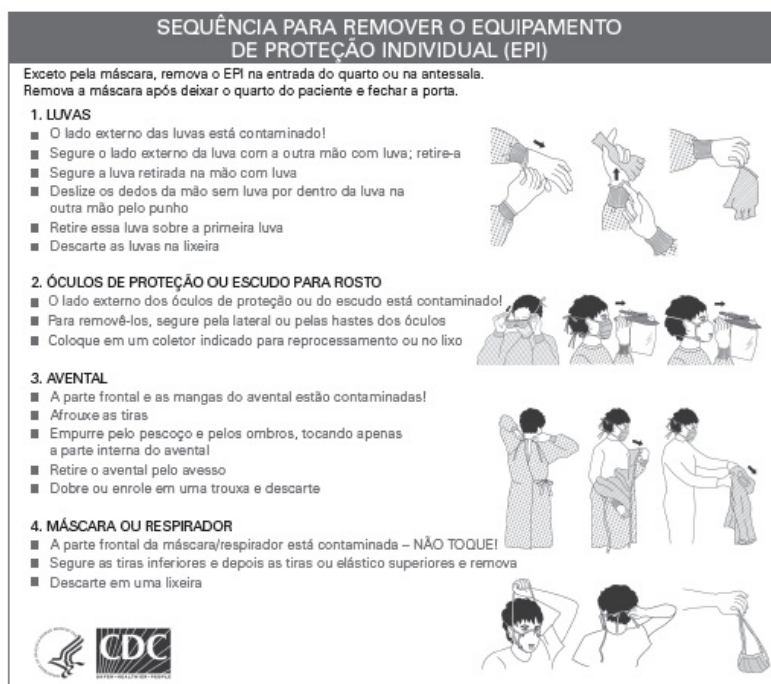 SEQUÊNCIA PARA REMOVER O EQUIPAMENTO
DE PROTEÇÃO INDIVIDUAL (EPI)
Exceto pela máscara, remova o EPI na entrada do quarto ou na antessala.
Remova a máscara após deixar o quarto do paciente e fechar a porta.
1. LUVAS
■ O lado externo das luvas está contaminado!
■ Segure o lado externo da luva com a outra mão com luva; retire-a
■ Segure a luva retirada na mão com luva
■ Deslize os dedos da mão sem luva por dentro da luva na
outra mão pelo punho
■ Retire essa luva sobre a primeira luva
■ Descarte as luvas na lixeira
2. ÓCULOS DE PROTEÇÃO OU ESCUDO PARA ROSTO
■ O lado externo dos óculos de proteção ou do escudo está contaminado!
■ Para removê-los, segure pela lateral ou pelas hastes dos óculos
■ Coloque em um coletor indicado para reprocessamento ou no lixo
3. AVENTAL
■ A parte frontal e as mangas do avental estão contaminadas!
■ Afrouxe as tiras
■ Empurre pelo pescoço e pelos ombros, tocando apenas
a parte interna do avental
■ Retire o avental pelo avesso
■ Dobre ou enrole em uma trouxa e descarte
4. MÁSCARA OU RESPIRADOR
■ A parte frontal da máscara/respirador está contaminada – NÃO TOQUE!
■ Segure as tiras inferiores e depois as tiras ou elástico superiores e remova
■ Descarte em uma lixeira
CDC
SAFER • HEALTHIER • PEOPLE